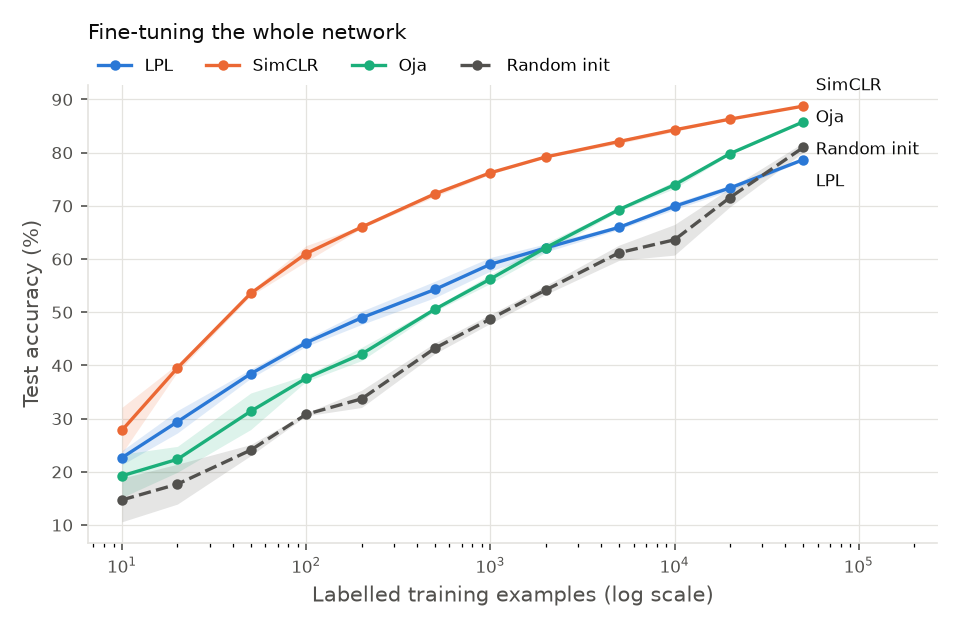 Fine-tuning the whole network
LPL SimCLR Oja Random init
SimCLR
Oja
Random init
LPL
90
80
70
60
50
40
30
20
10
Test accuracy (%)
10¹ 10² 10³ 10⁴ 10⁵
Labelled training examples (log scale)